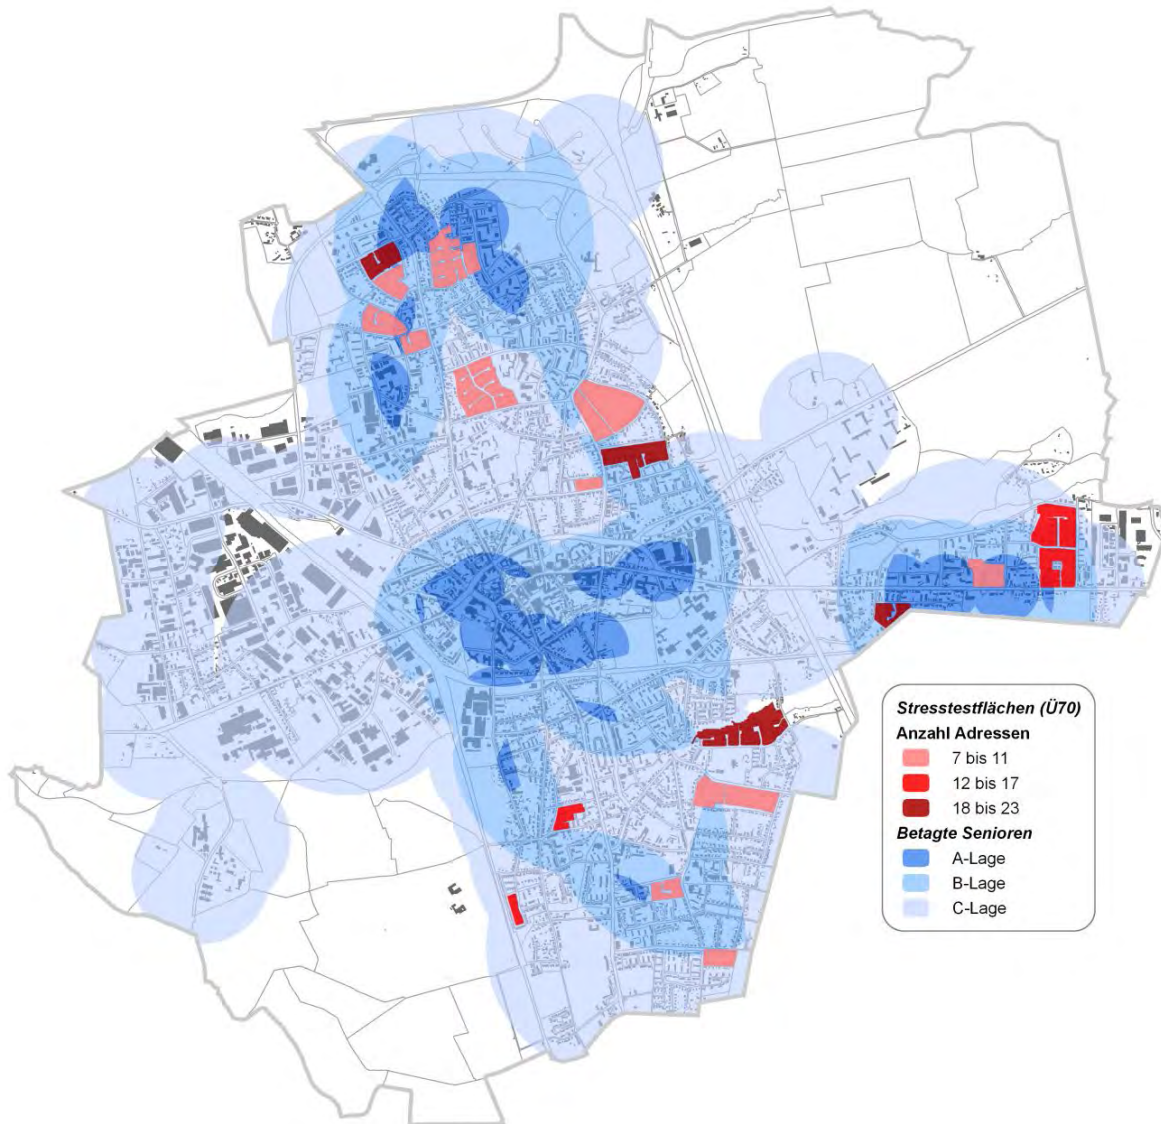 Stresstestflächen (Ü70)
Anzahl Adressen
7 bis 11
12 bis 17
18 bis 23
Betagte Senioren
A-Lage
B-Lage
C-Lage